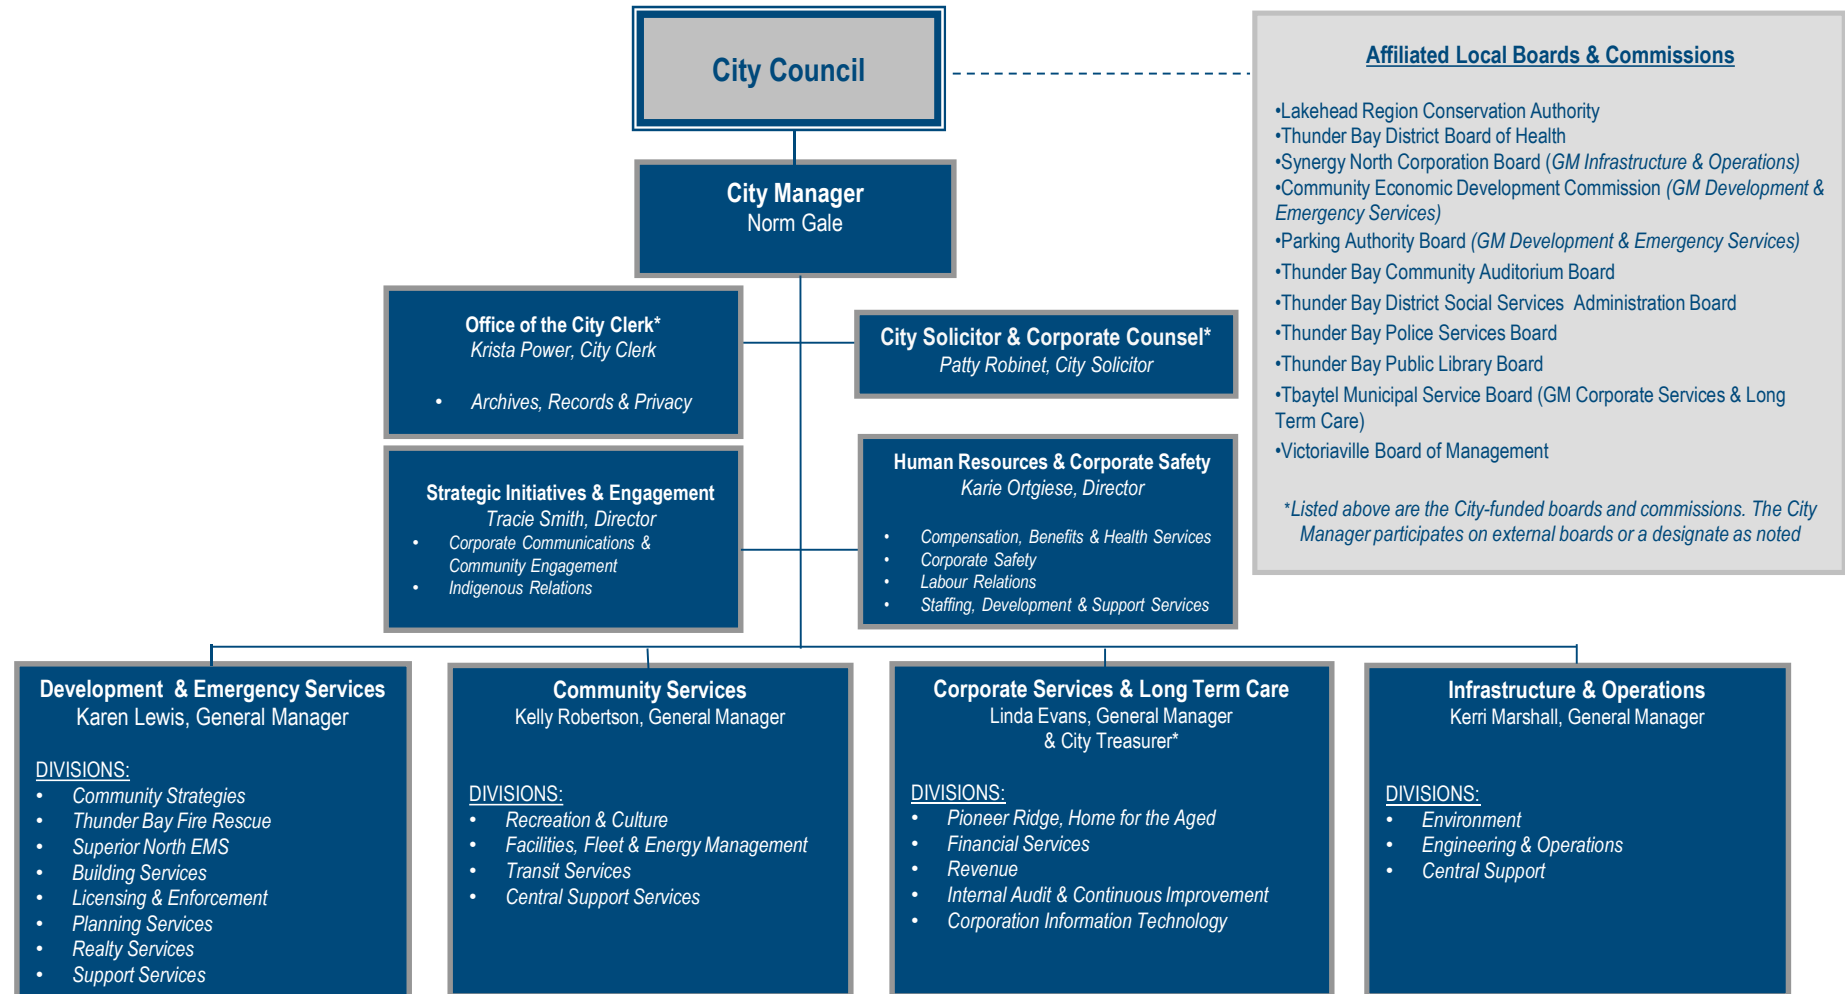 City Council
Affiliated Local Boards & Commissions
•Lakehead Region Conservation Authority
•Thunder Bay District Board of Health
•Synergy North Corporation Board (GM Infrastructure & Operations)
•Community Economic Development Commission (GM Development &
Emergency Services)
•Parking Authority Board (GM Development & Emergency Services)
•Thunder Bay Community Auditorium Board
•Thunder Bay District Social Services Administration Board
•Thunder Bay Police Services Board
•Thunder Bay Public Library Board
•Tbaytel Municipal Service Board (GM Corporate Services & Long
Term Care)
•Victoriaville Board of Management
*Listed above are the City-funded boards and commissions. The City
Manager participates on external boards or a designate as noted
City Manager
Norm Gale
Office of the City Clerk*
Krista Power, City Clerk
• Archives, Records & Privacy
City Solicitor & Corporate Counsel*
Patty Robinet, City Solicitor
Strategic Initiatives & Engagement
Tracie Smith, Director
• Corporate Communications &
Community Engagement
• Indigenous Relations
Human Resources & Corporate Safety
Karie Ortgiese, Director
• Compensation, Benefits & Health Services
• Corporate Safety
• Labour Relations
• Staffing, Development & Support Services
Development & Emergency Services
Karen Lewis, General Manager
DIVISIONS:
• Community Strategies
• Thunder Bay Fire Rescue
• Superior North EMS
• Building Services
• Licensing & Enforcement
• Planning Services
• Realty Services
• Support Services
Community Services
Kelly Robertson, General Manager
DIVISIONS:
• Recreation & Culture
• Facilities, Fleet & Energy Management
• Transit Services
• Central Support Services
Corporate Services & Long Term Care
Linda Evans, General Manager
& City Treasurer*
DIVISIONS:
• Pioneer Ridge, Home for the Aged
• Financial Services
• Revenue
• Internal Audit & Continuous Improvement
• Corporation Information Technology
Infrastructure & Operations
Kerri Marshall, General Manager
DIVISIONS:
• Environment
• Engineering & Operations
• Central Support